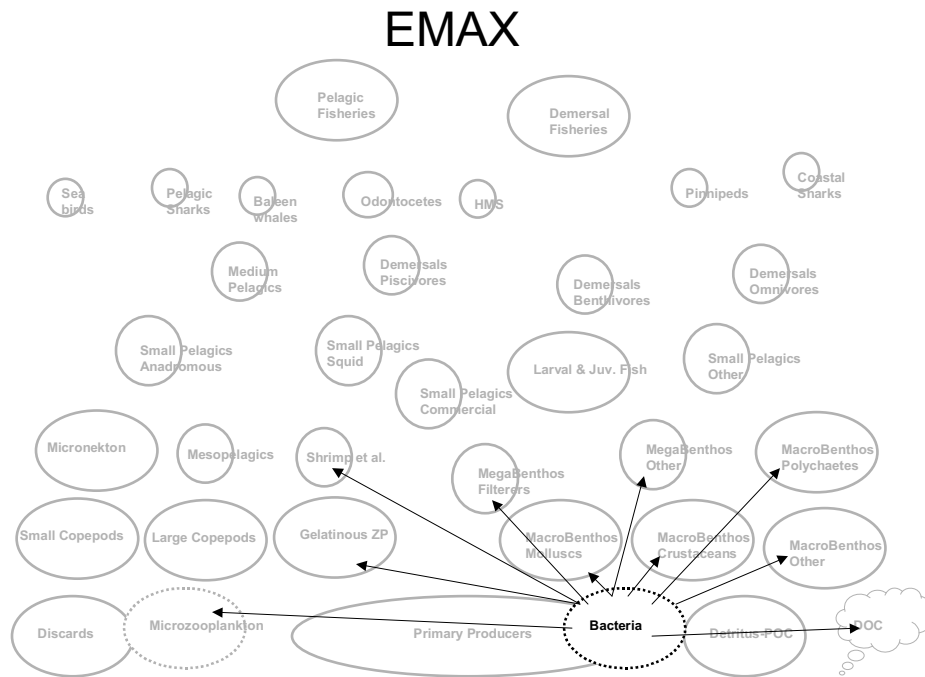 EMAX
Pelagic
Fisheries
Demersal
Fisheries
Sea
birds
Pelagic
Sharks
Baleen
whales
Odontocetes
HMS
Pinnipeds
Coastal
Sharks
Medium
Pelagics
Demersals
Piscivores
Demersals
Benthivores
Demersals
Omnivores
Small Pelagics
Anadromous
Small Pelagics
Squid
Small Pelagics
Commercial
Larval & Juv. Fish
Small Pelagics
Other
Micronekton
Mesopelagics
Shrimp et al.
MegaBenthos
Filterers
MegaBenthos
Other
MacroBenthos
Polychaetes
Small Copepods
Large Copepods
Gelatinous ZP
MacroBenthos
Molluscs
MacroBenthos
Crustaceans
MacroBenthos
Other
Discards
Microzooplankton
Primary Producers
Bacteria
Detritus-POC
DOC